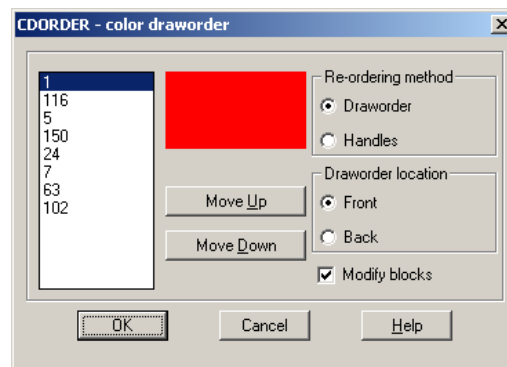 CDORDER - color draworder
1
116
5
150
24
7
63
102
Move Up
Move Down
Re-ordering method
Draworder
Handles
Draworder location
Front
Back
Modify blocks
OK
Cancel
Help